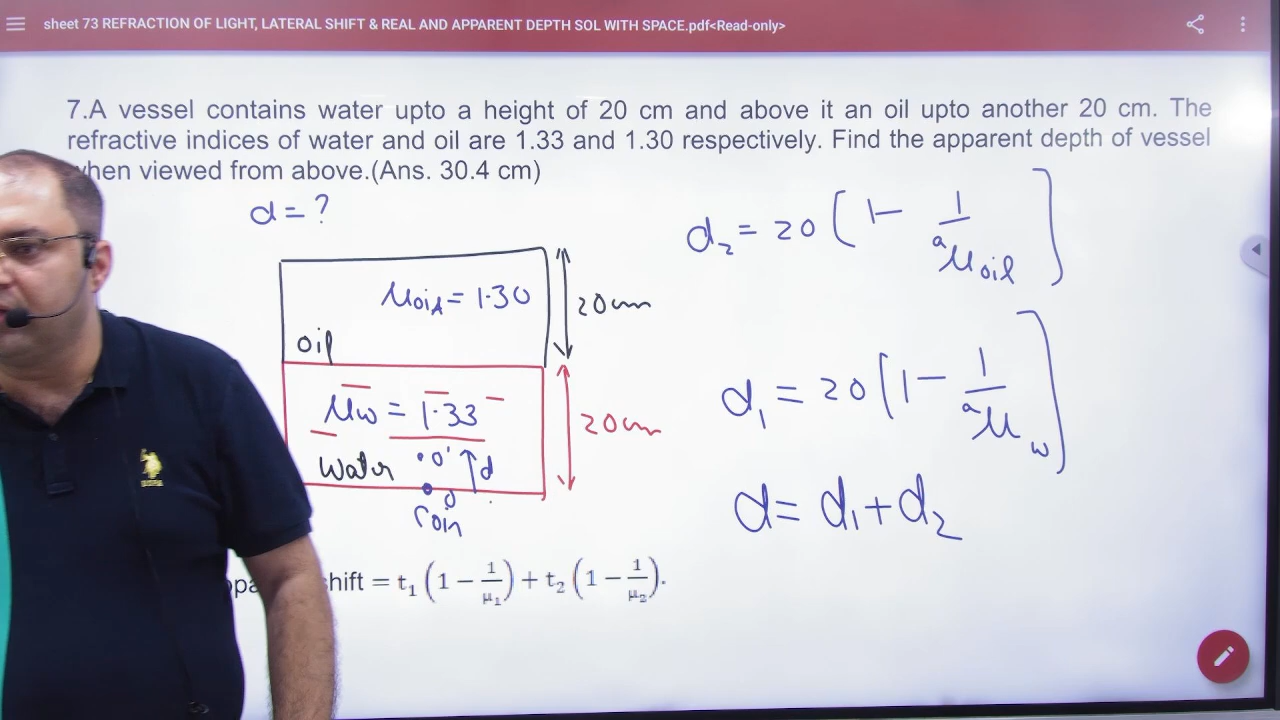 sheet 73 REFRACTION OF LIGHT, LATERAL SHIFT & REAL AND APPARENT DEPTH SOL WITH SPACE.pdf<Read-only>
7.A vessel contains water upto a height of 20 cm and above it an oil upto another 20 cm. The
refractive indices of water and oil are 1.33 and 1.30 respectively. Find the apparent depth of vessel
when viewed from above.(Ans. 30.4 cm)
d = ?
d₂ = 20 ( 1 - 1/ᵃμoil ]
μoil = 1.30
20cm
oil
d₁ = 20 [ 1 - 1/ᵃμw ]
μw = 1.33
20cm
water
O' d
O
coin
d = d₁ + d₂
shift = t₁ (1 − 1/μ₁) + t₂ (1 − 1/μ₂).